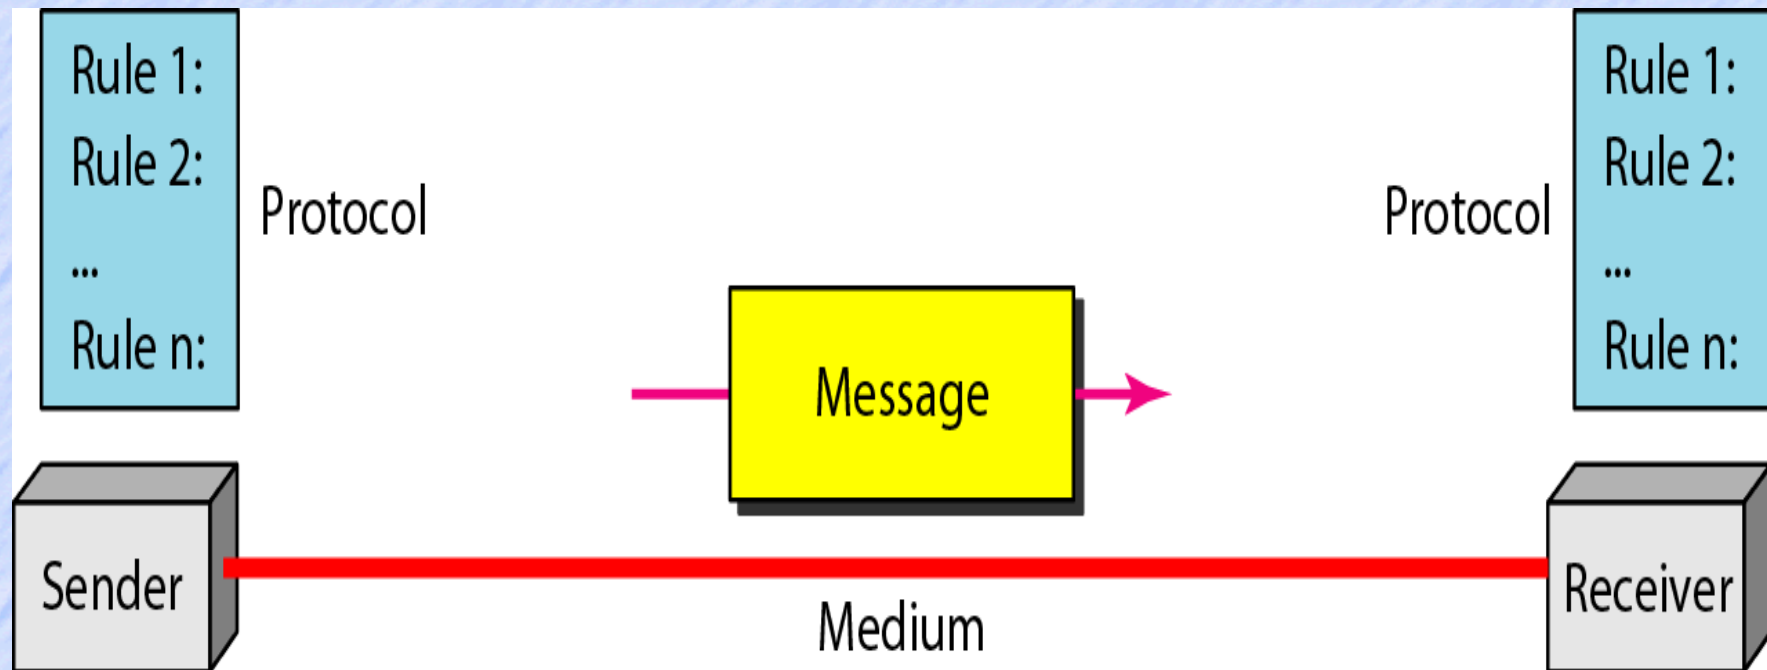 Rule 1:
Rule 2:
...
Rule n:
Protocol
Protocol
Rule 1:
Rule 2:
...
Rule n:
Message
Sender
Medium
Receiver